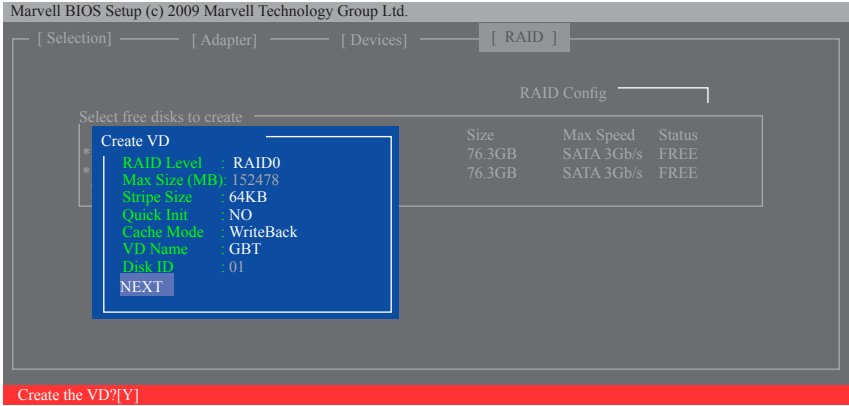 Marvell BIOS Setup (c) 2009 Marvell Technology Group Ltd.
[ Selection] [ Adapter] [ Devices] [ RAID ]
RAID Config
Select free disks to create
Size Max Speed Status
* 76.3GB SATA 3Gb/s FREE
* 76.3GB SATA 3Gb/s FREE
Create VD
RAID Level : RAID0
Max Size (MB): 152478
Stripe Size : 64KB
Quick Init : NO
Cache Mode : WriteBack
VD Name : GBT
Disk ID : 01
NEXT
Create the VD?[Y]